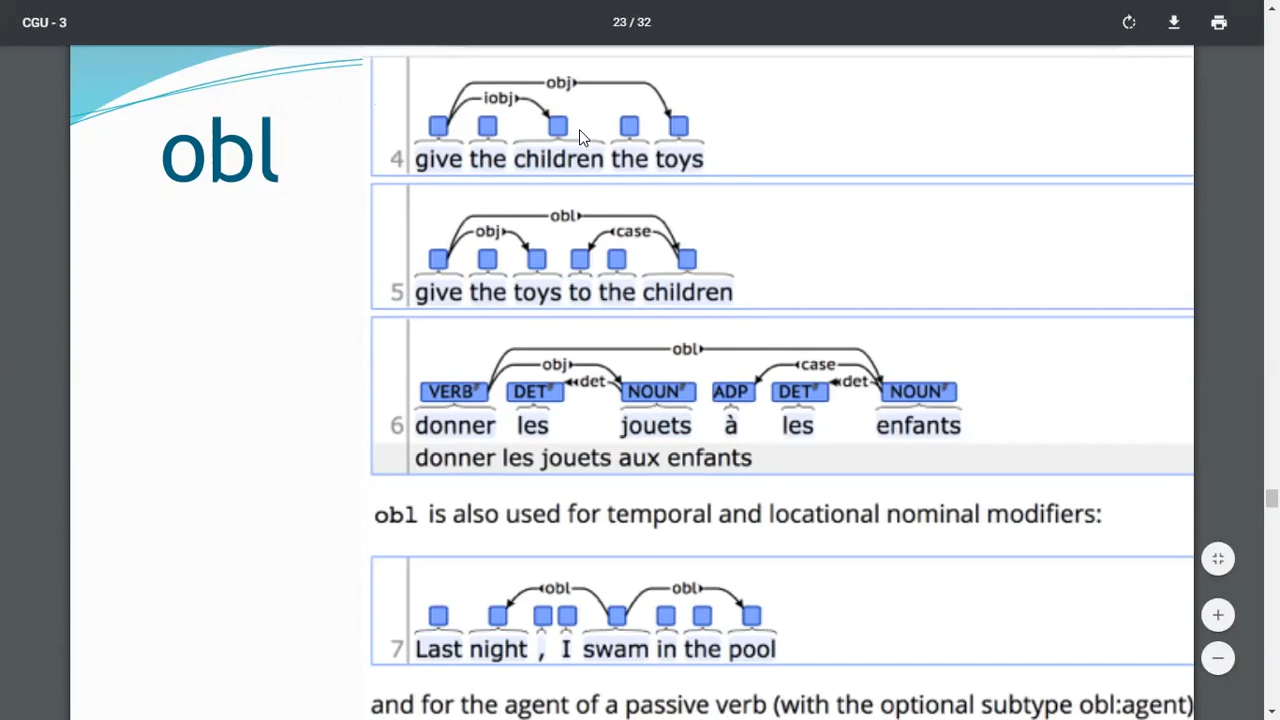 CGU - 3
23 / 32
obl
obj
iobj
4 give the children the toys
obl
obj case
5 give the toys to the children
obl
obj case
det det
VERB# DET# NOUN# ADP DET# NOUN#
6 donner les jouets à les enfants
donner les jouets aux enfants
obl is also used for temporal and locational nominal modifiers:
obl obl
7 Last night , I swam in the pool
and for the agent of a passive verb (with the optional subtype obl:agent)